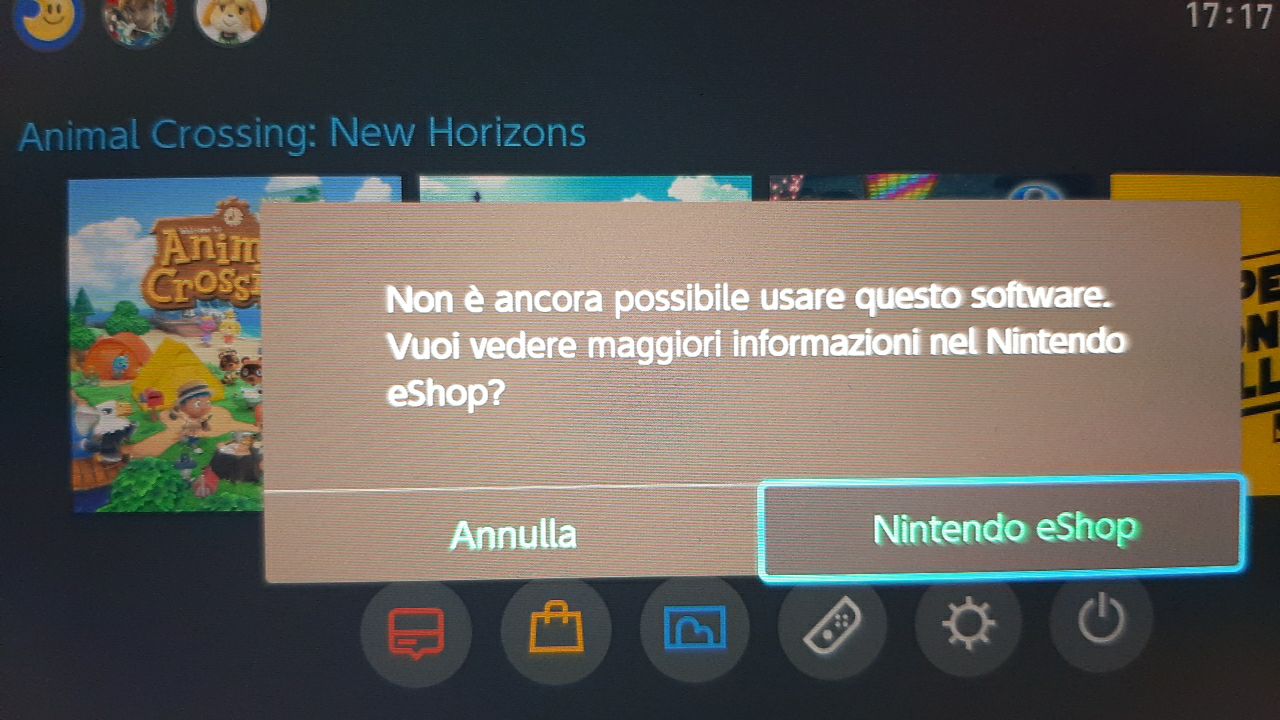 17:17
Animal Crossing: New Horizons
Welcome to
Anim
Crossi
Non è ancora possibile usare questo software.
Vuoi vedere maggiori informazioni nel Nintendo
eShop?
Annulla
Nintendo eShop